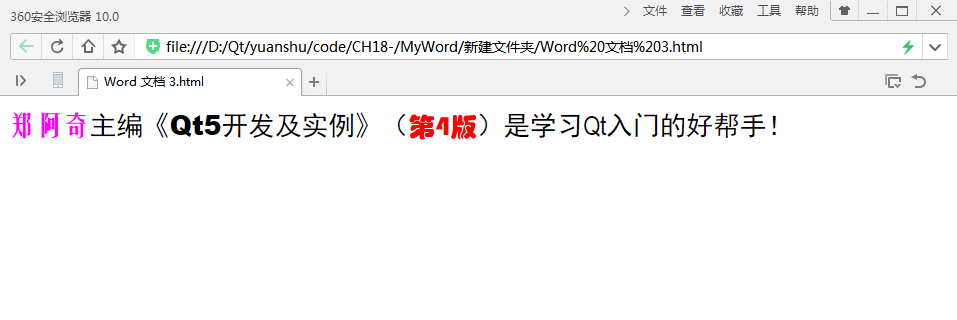 360安全浏览器 10.0
文件 查看 收藏 工具 帮助
file:///D:/Qt/yuanshu/code/CH18-/MyWord/新建文件夹/Word%20文档%203.html
Word 文档 3.html
郑阿奇主编《Qt5开发及实例》（第4版）是学习Qt入门的好帮手！